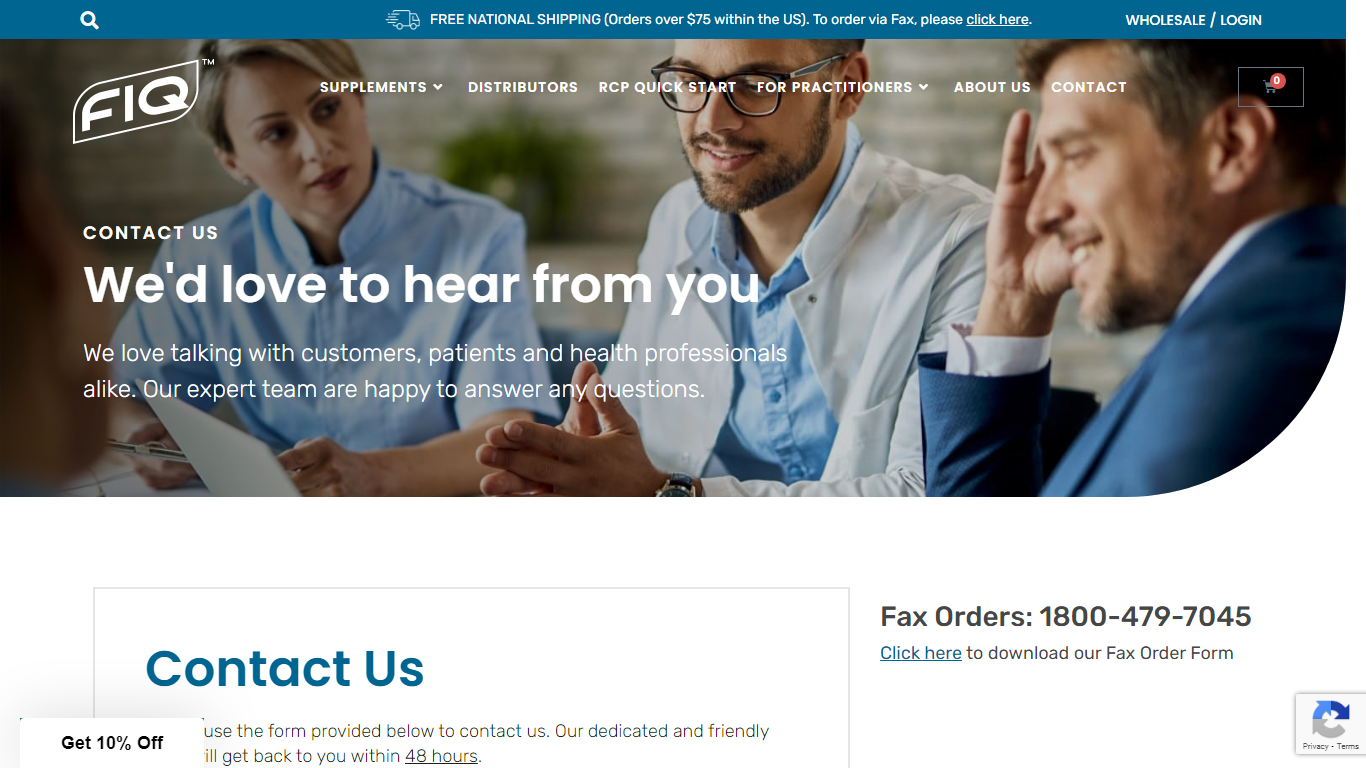 FREE NATIONAL SHIPPING (Orders over $75 within the US). To order via Fax, please click here.
WHOLESALE / LOGIN
FIQ™
SUPPLEMENTS
DISTRIBUTORS
RCP QUICK START
FOR PRACTITIONERS
ABOUT US
CONTACT
0
CONTACT US
We'd love to hear from you
We love talking with customers, patients and health professionals
alike. Our expert team are happy to answer any questions.
Contact Us
use the form provided below to contact us. Our dedicated and friendly
will get back to you within 48 hours.
Fax Orders: 1800-479-7045
Click here to download our Fax Order Form
Get 10% Off
Privacy - Terms